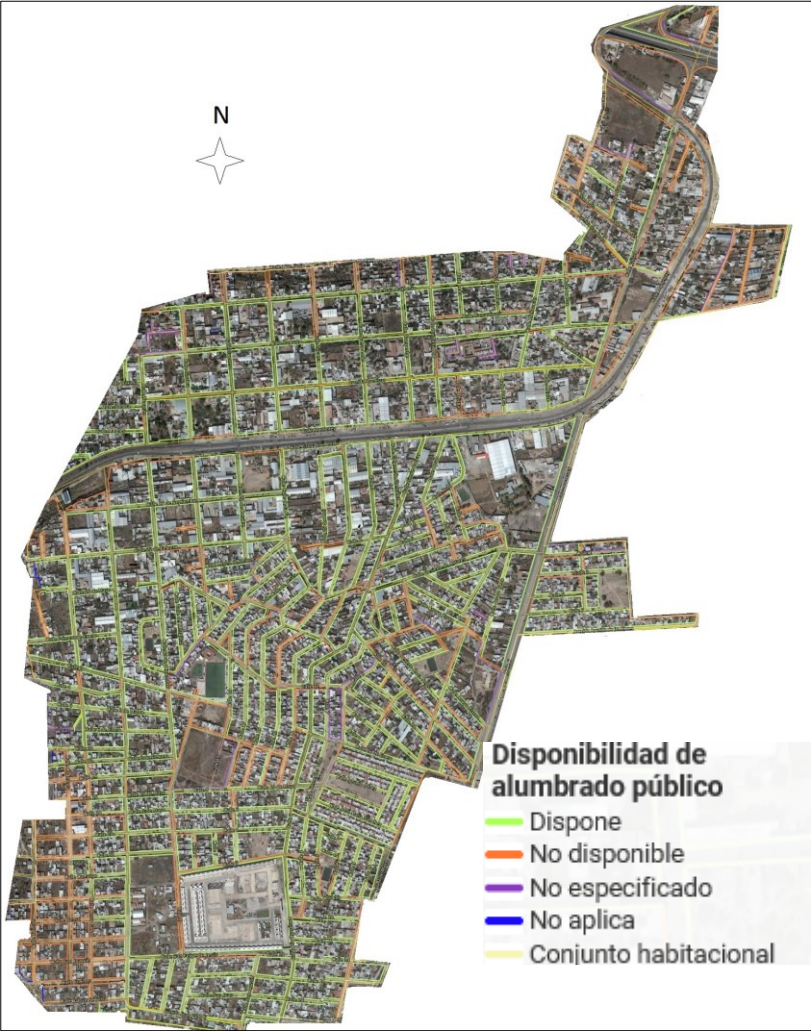 N
Disponibilidad de
alumbrado público
Dispone
No disponible
No especificado
No aplica
Conjunto habitacional